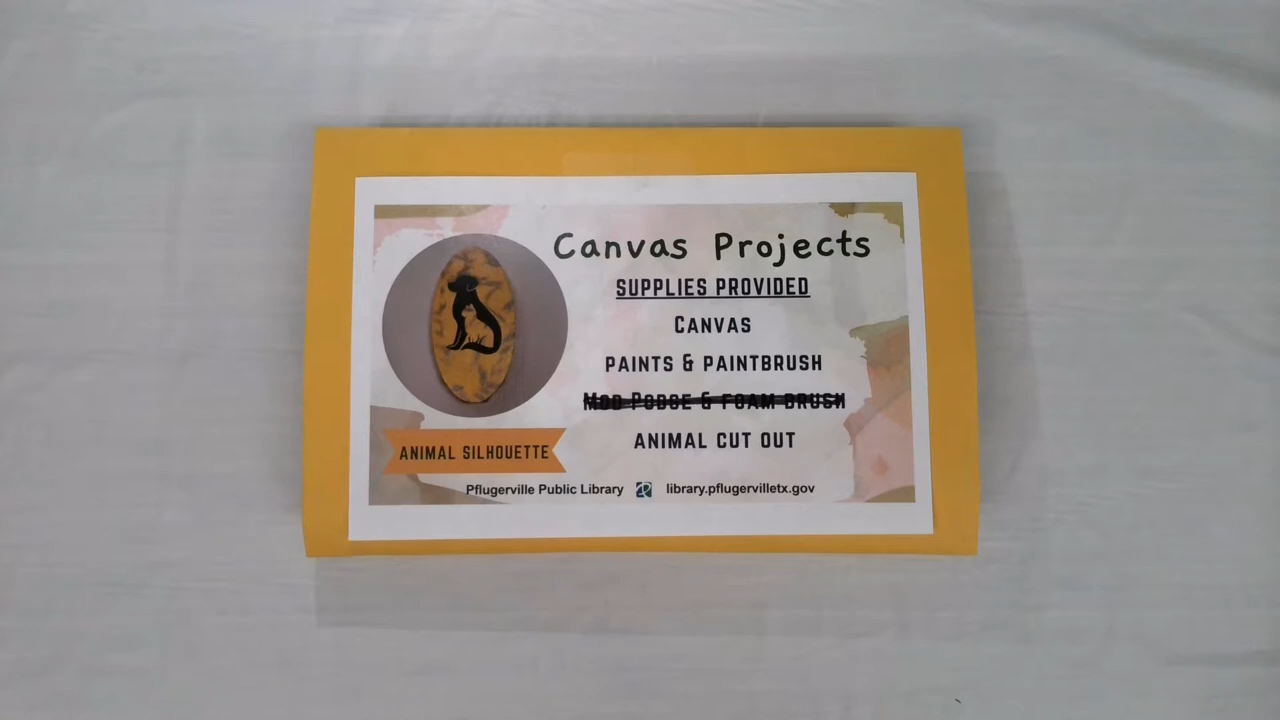 Canvas Projects
SUPPLIES PROVIDED
CANVAS
PAINTS & PAINTBRUSH
MOD PODGE & FOAM BRUSH
ANIMAL CUT OUT
ANIMAL SILHOUETTE
Pflugerville Public Library library.pflugervilletx.gov